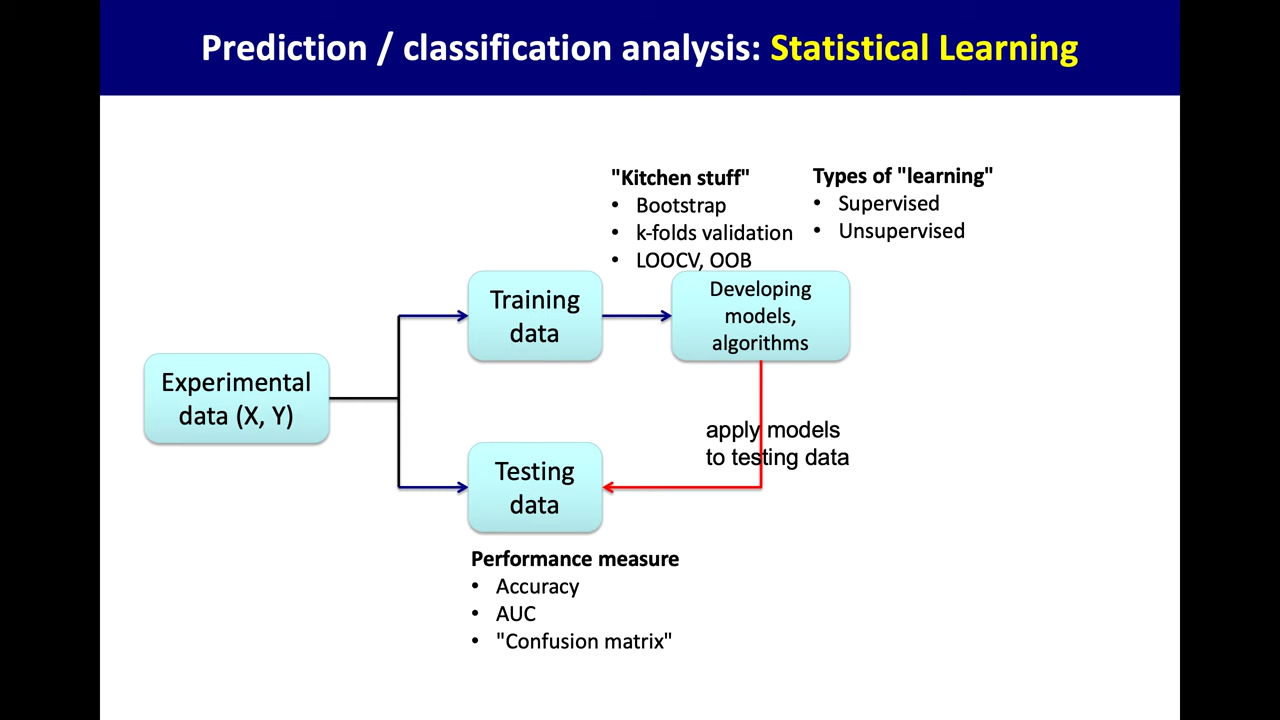 Prediction / classification analysis: Statistical Learning
"Kitchen stuff"
• Bootstrap
• k-folds validation
• LOOCV, OOB
Types of "learning"
• Supervised
• Unsupervised
Training
data
Developing
models,
algorithms
Experimental
data (X, Y)
apply models
to testing data
Testing
data
Performance measure
• Accuracy
• AUC
• "Confusion matrix"